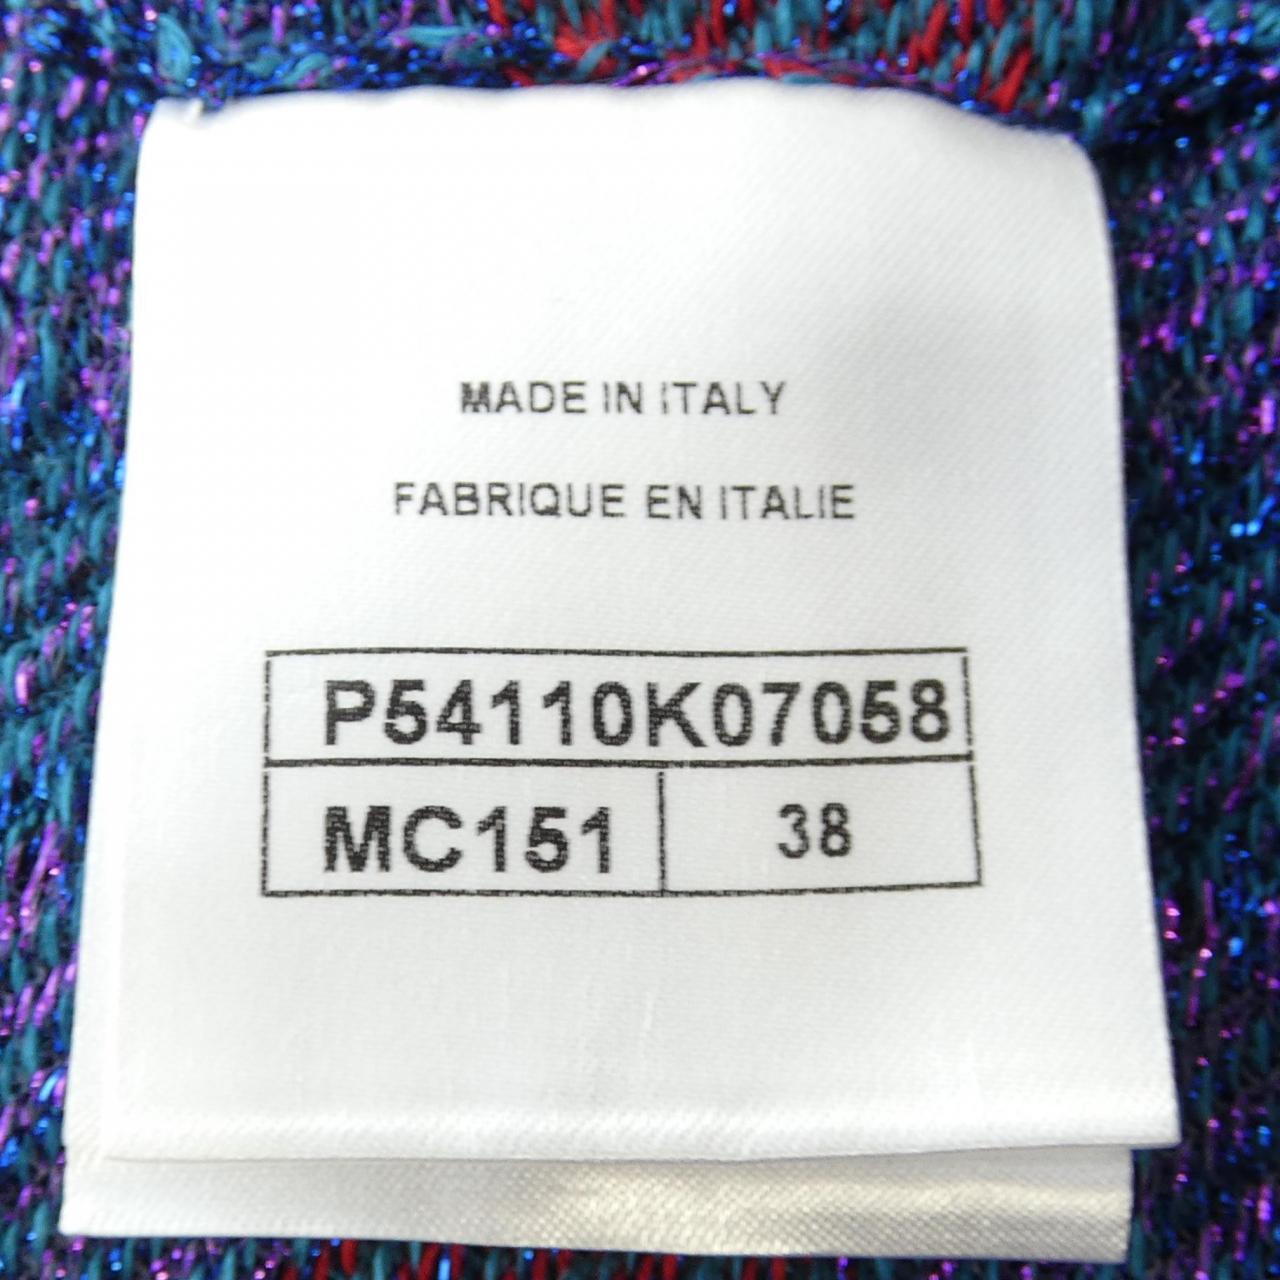 MADE IN ITALY
FABRIQUE EN ITALIE
P54110K07058
MC151 38